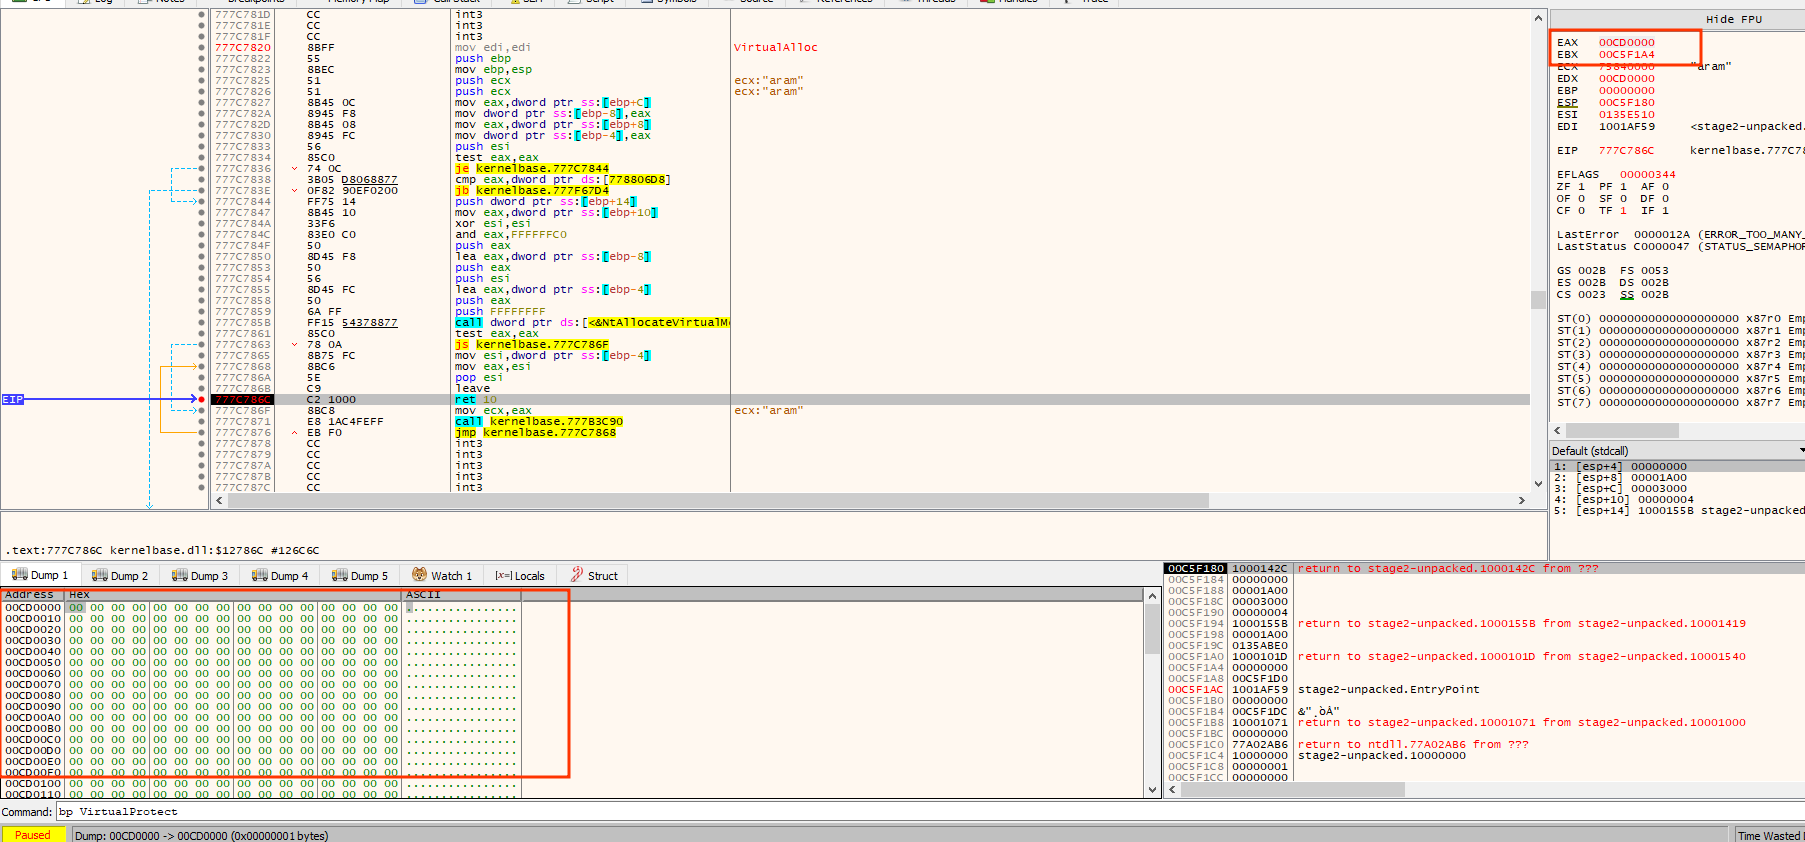 Log Notes Breakpoints Memory Map Call Stack SEH Script Symbols Source References Threads Handles Trace
777C781D CC int3
777C781E CC int3
777C781F CC int3
777C7820 8BFF mov edi,edi VirtualAlloc
777C7822 55 push ebp
777C7823 8BEC mov ebp,esp
777C7825 51 push ecx ecx:"aram"
777C7826 51 push ecx ecx:"aram"
777C7827 8B45 0C mov eax,dword ptr ss:[ebp+C]
777C782A 8945 F8 mov dword ptr ss:[ebp-8],eax
777C782D 8B45 08 mov eax,dword ptr ss:[ebp+8]
777C7830 8945 FC mov dword ptr ss:[ebp-4],eax
777C7833 56 push esi
777C7834 85C0 test eax,eax
777C7836 74 0C je kernelbase.777C7844
777C7838 3B05 D8068877 cmp eax,dword ptr ds:[778806D8]
777C783E 0F82 90EF0200 jb kernelbase.777F67D4
777C7844 FF75 14 push dword ptr ss:[ebp+14]
777C7847 8B45 10 mov eax,dword ptr ss:[ebp+10]
777C784A 33F6 xor esi,esi
777C784C 83E0 C0 and eax,FFFFFFC0
777C784F 50 push eax
777C7850 8D45 F8 lea eax,dword ptr ss:[ebp-8]
777C7853 50 push eax
777C7854 56 push esi
777C7855 8D45 FC lea eax,dword ptr ss:[ebp-4]
777C7858 50 push eax
777C7859 6A FF push FFFFFFFF
777C785B FF15 54378877 call dword ptr ds:[<&NtAllocateVirtualM
777C7861 85C0 test eax,eax
777C7863 78 0A js kernelbase.777C786F
777C7865 8B75 FC mov esi,dword ptr ss:[ebp-4]
777C7868 8BC6 mov eax,esi
777C786A 5E pop esi
777C786B C9 leave
EIP 777C786C C2 1000 ret 10
777C786F 8BC8 mov ecx,eax ecx:"aram"
777C7871 E8 1AC4FEFF call kernelbase.777B3C90
777C7876 EB F0 jmp kernelbase.777C7868
777C7878 CC int3
777C7879 CC int3
777C787A CC int3
777C787B CC int3
777C787C CC int3
Hide FPU
EAX 00CD0000
EBX 00C5F1A4
ECX 75840000 "aram"
EDX 00CD0000
EBP 00000000
ESP 00C5F180
ESI 0135E510
EDI 1001AF59 <stage2-unpacked.
EIP 777C786C kernelbase.777C78
EFLAGS 00000344
ZF 1 PF 1 AF 0
OF 0 SF 0 DF 0
CF 0 TF 1 IF 1
LastError 0000012A (ERROR_TOO_MANY_
LastStatus C0000047 (STATUS_SEMAPHOR
GS 002B FS 0053
ES 002B DS 002B
CS 0023 SS 002B
ST(0) 00000000000000000000 x87r0 Emp
ST(1) 00000000000000000000 x87r1 Emp
ST(2) 00000000000000000000 x87r2 Emp
ST(3) 00000000000000000000 x87r3 Emp
ST(4) 00000000000000000000 x87r4 Emp
ST(5) 00000000000000000000 x87r5 Emp
ST(6) 00000000000000000000 x87r6 Emp
ST(7) 00000000000000000000 x87r7 Emp
Default (stdcall)
1: [esp+4] 00000000
2: [esp+8] 00001A00
3: [esp+C] 00003000
4: [esp+10] 00000004
5: [esp+14] 1000155B stage2-unpacked
.text:777C786C kernelbase.dll:$12786C #126C6C
Dump 1 Dump 2 Dump 3 Dump 4 Dump 5 Watch 1 [x=] Locals Struct
Address Hex ASCII
00CD0000 00 00 00 00 00 00 00 00 00 00 00 00 00 00 00 00 ................
00CD0010 00 00 00 00 00 00 00 00 00 00 00 00 00 00 00 00 ................
00CD0020 00 00 00 00 00 00 00 00 00 00 00 00 00 00 00 00 ................
00CD0030 00 00 00 00 00 00 00 00 00 00 00 00 00 00 00 00 ................
00CD0040 00 00 00 00 00 00 00 00 00 00 00 00 00 00 00 00 ................
00CD0050 00 00 00 00 00 00 00 00 00 00 00 00 00 00 00 00 ................
00CD0060 00 00 00 00 00 00 00 00 00 00 00 00 00 00 00 00 ................
00CD0070 00 00 00 00 00 00 00 00 00 00 00 00 00 00 00 00 ................
00CD0080 00 00 00 00 00 00 00 00 00 00 00 00 00 00 00 00 ................
00CD0090 00 00 00 00 00 00 00 00 00 00 00 00 00 00 00 00 ................
00CD00A0 00 00 00 00 00 00 00 00 00 00 00 00 00 00 00 00 ................
00CD00B0 00 00 00 00 00 00 00 00 00 00 00 00 00 00 00 00 ................
00CD00C0 00 00 00 00 00 00 00 00 00 00 00 00 00 00 00 00 ................
00CD00D0 00 00 00 00 00 00 00 00 00 00 00 00 00 00 00 00 ................
00CD00E0 00 00 00 00 00 00 00 00 00 00 00 00 00 00 00 00 ................
00CD00F0 00 00 00 00 00 00 00 00 00 00 00 00 00 00 00 00 ................
00CD0100 00 00 00 00 00 00 00 00 00 00 00 00 00 00 00 00 ................
00CD0110 00 00 00 00 00 00 00 00 00 00 00 00 00 00 00 00 ................
00C5F180 1000142C return to stage2-unpacked.1000142C from ???
00C5F184 00000000
00C5F188 00001A00
00C5F18C 00003000
00C5F190 00000004
00C5F194 1000155B return to stage2-unpacked.1000155B from stage2-unpacked.10001419
00C5F198 00001A00
00C5F19C 0135ABE0
00C5F1A0 1000101D return to stage2-unpacked.1000101D from stage2-unpacked.10001540
00C5F1A4 00000000
00C5F1A8 00C5F1D0
00C5F1AC 1001AF59 stage2-unpacked.EntryPoint
00C5F1B0 00000000
00C5F1B4 00C5F1DC
00C5F1B8 10001071 return to stage2-unpacked.10001071 from stage2-unpacked.10001000
00C5F1BC 00000000
00C5F1C0 77A02AB6 return to ntdll.77A02AB6 from ???
00C5F1C4 10000000 stage2-unpacked.10000000
00C5F1C8 00000001
00C5F1CC 00000000
Command: bp VirtualProtect
Paused Dump: 00CD0000 -> 00CD0000 (0x00000001 bytes) Time Wasted D